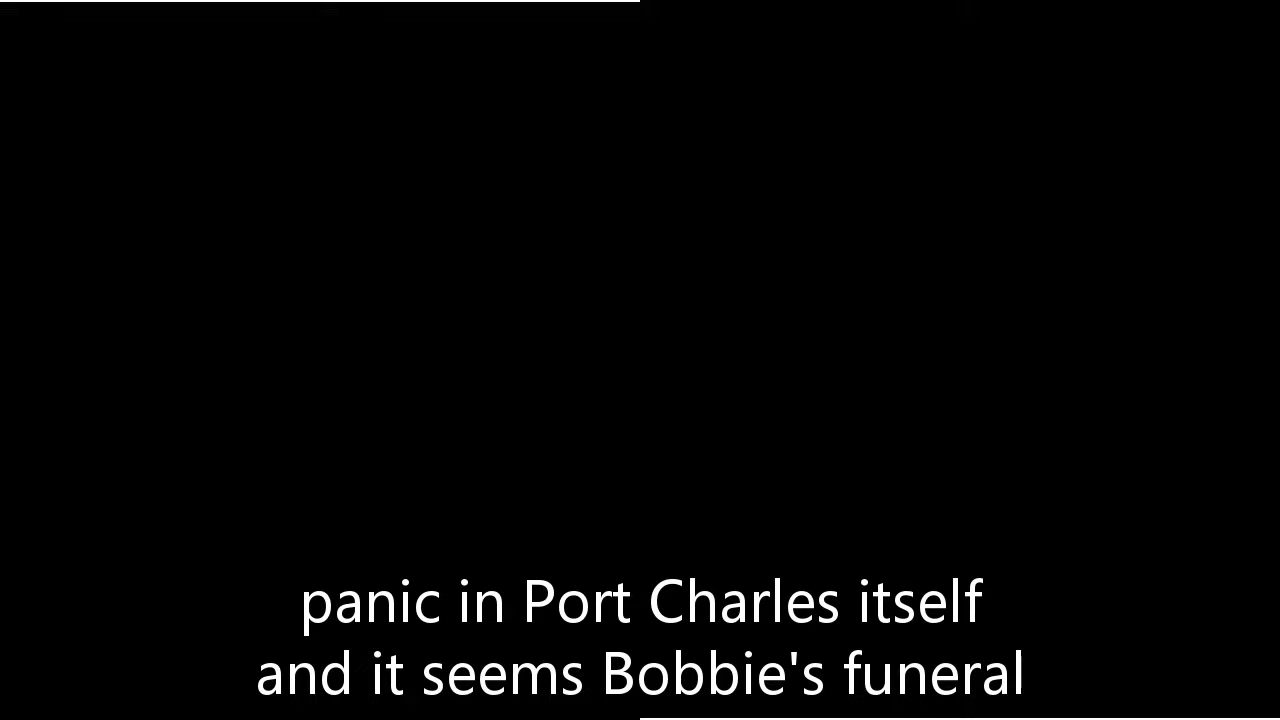 panic in Port Charles itself
and it seems Bobbie's funeral